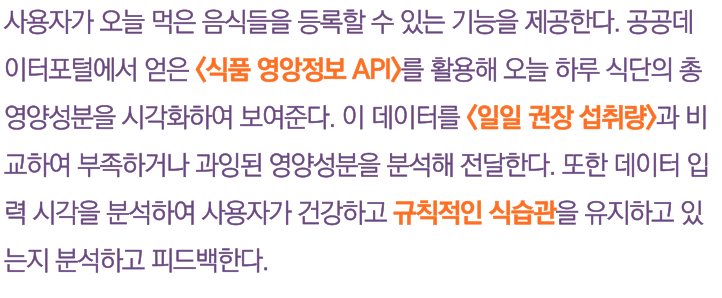 사용자가 오늘 먹은 음식들을 등록할 수 있는 기능을 제공한다. 공공데
이터포털에서 얻은 <식품 영양정보 API>를 활용해 오늘 하루 식단의 총
영양성분을 시각화하여 보여준다. 이 데이터를 <일일 권장 섭취량>과 비
교하여 부족하거나 과잉된 영양성분을 분석해 전달한다. 또한 데이터 입
력 시각을 분석하여 사용자가 건강하고 규칙적인 식습관을 유지하고 있
는지 분석하고 피드백한다.